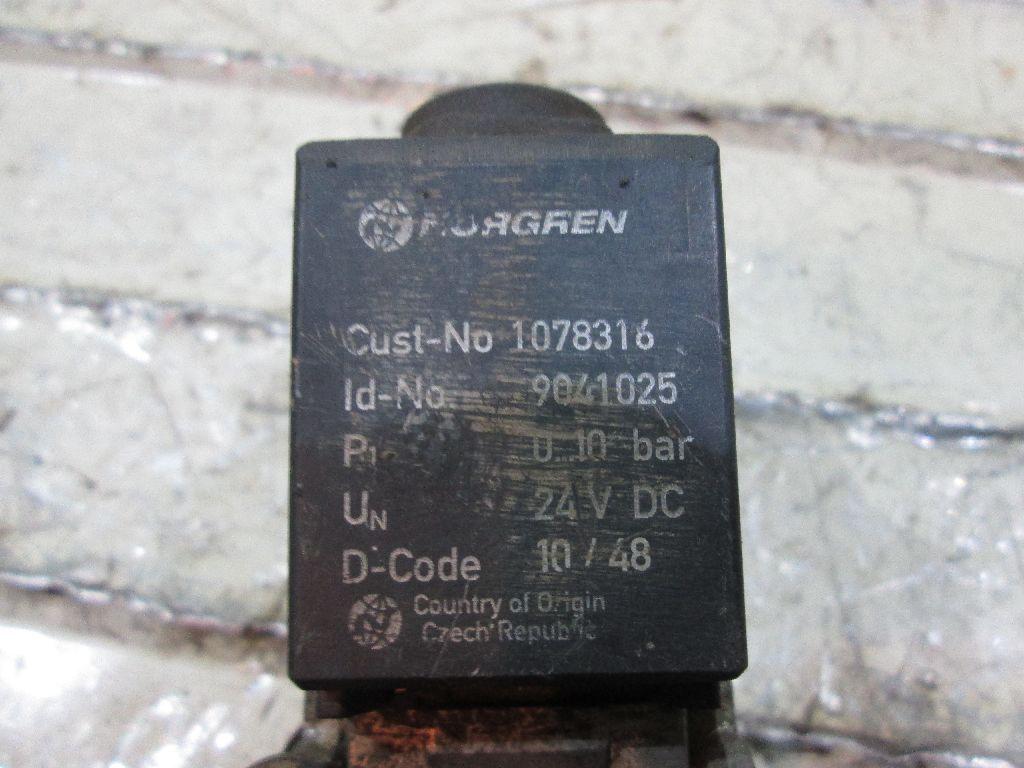 NORGREN
Cust-No 1078316
Id-No 9041025
P1 0...10 bar
UN 24 V DC
D-Code 10 / 48
Country of Origin
Czech Republic